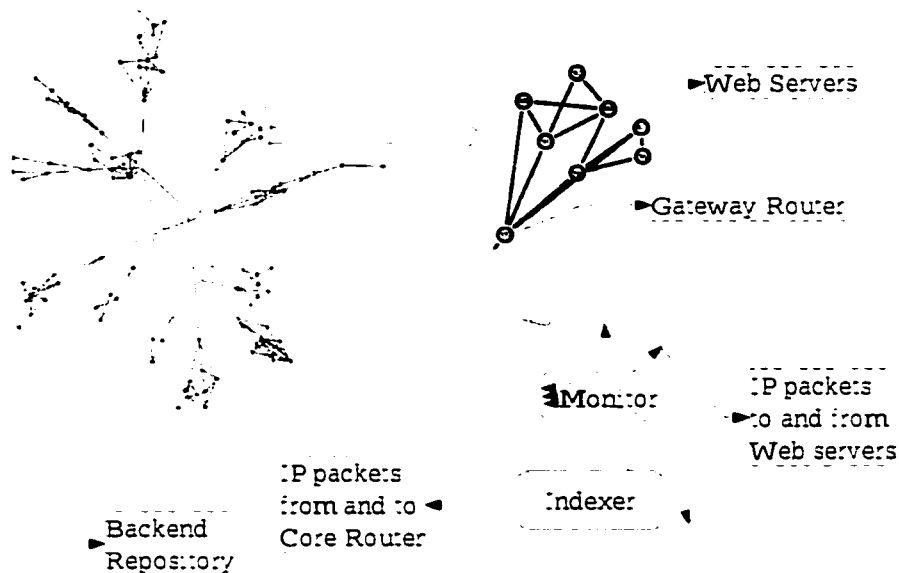 Web Servers
Gateway Router
Monitor
IP packets
to and from
Web servers
IP packets
from and to
Core Router
Indexer
Backend
Repository